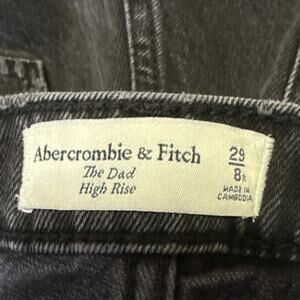 Abercrombie & Fitch
The Dad
High Rise
29
8R
MADE IN
CAMBODIA